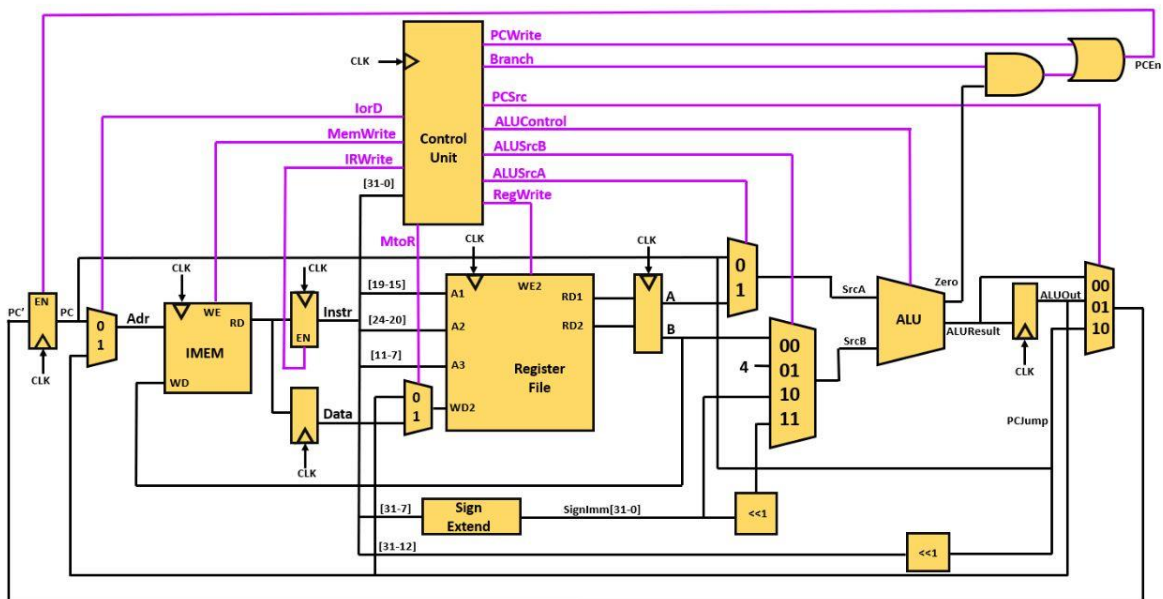 PCWrite
Branch
CLK
PCEn
PCSrc
IorD
ALUControl
MemWrite
Control
Unit
ALUSrcB
IRWrite
ALUSrcA
[31-0]
RegWrite
MtoR
CLK
CLK
CLK
CLK
0
1
[19-15]
A1
WE2
RD1
A
SrcA
Zero
00
01
10
EN
PC'
PC
0
1
Adr
WE
RD
IMEM
Instr
EN
[24-20]
A2
RD2
B
ALU
ALUOut
ALUResult
00
01
10
11
4
SrcB
CLK
[11-7]
A3
Register
File
CLK
WD
Data
0
1
WD2
PCJump
CLK
[31-7]
Sign
Extend
SignImm[31-0]
<<1
[31-12]
<<1